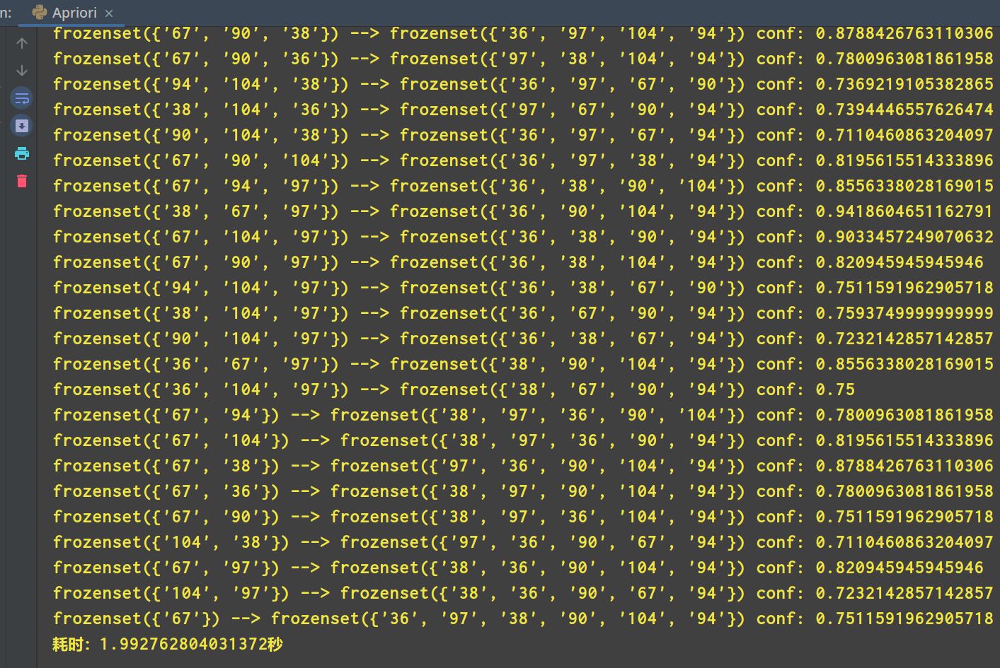 n: Apriori ×
frozenset({'67', '90', '38'}) --> frozenset({'36', '97', '104', '94'}) conf: 0.8788426763110306
frozenset({'67', '90', '36'}) --> frozenset({'97', '38', '104', '94'}) conf: 0.7800963081861958
frozenset({'94', '104', '38'}) --> frozenset({'36', '97', '67', '90'}) conf: 0.7369219105382865
frozenset({'38', '104', '36'}) --> frozenset({'97', '67', '90', '94'}) conf: 0.7394446557626474
frozenset({'90', '104', '38'}) --> frozenset({'36', '97', '67', '94'}) conf: 0.7110460863204097
frozenset({'67', '90', '104'}) --> frozenset({'36', '97', '38', '94'}) conf: 0.8195615514333896
frozenset({'67', '94', '97'}) --> frozenset({'36', '38', '90', '104'}) conf: 0.8556338028169015
frozenset({'38', '67', '97'}) --> frozenset({'36', '90', '104', '94'}) conf: 0.9418604651162791
frozenset({'67', '104', '97'}) --> frozenset({'36', '38', '90', '94'}) conf: 0.9033457249070632
frozenset({'67', '90', '97'}) --> frozenset({'36', '38', '104', '94'}) conf: 0.820945945945946
frozenset({'94', '104', '97'}) --> frozenset({'36', '38', '67', '90'}) conf: 0.7511591962905718
frozenset({'38', '104', '97'}) --> frozenset({'36', '67', '90', '94'}) conf: 0.7593749999999999
frozenset({'90', '104', '97'}) --> frozenset({'36', '38', '67', '94'}) conf: 0.7232142857142857
frozenset({'36', '67', '97'}) --> frozenset({'38', '90', '104', '94'}) conf: 0.8556338028169015
frozenset({'36', '104', '97'}) --> frozenset({'38', '67', '90', '94'}) conf: 0.75
frozenset({'67', '94'}) --> frozenset({'38', '97', '36', '90', '104'}) conf: 0.7800963081861958
frozenset({'67', '104'}) --> frozenset({'38', '97', '36', '90', '94'}) conf: 0.8195615514333896
frozenset({'67', '38'}) --> frozenset({'97', '36', '90', '104', '94'}) conf: 0.8788426763110306
frozenset({'67', '36'}) --> frozenset({'38', '97', '90', '104', '94'}) conf: 0.7800963081861958
frozenset({'67', '90'}) --> frozenset({'38', '97', '36', '104', '94'}) conf: 0.7511591962905718
frozenset({'104', '38'}) --> frozenset({'97', '36', '90', '67', '94'}) conf: 0.7110460863204097
frozenset({'67', '97'}) --> frozenset({'38', '36', '90', '104', '94'}) conf: 0.820945945945946
frozenset({'104', '97'}) --> frozenset({'38', '36', '90', '67', '94'}) conf: 0.7232142857142857
frozenset({'67'}) --> frozenset({'36', '97', '38', '90', '104', '94'}) conf: 0.7511591962905718
耗时: 1.992762804031372秒